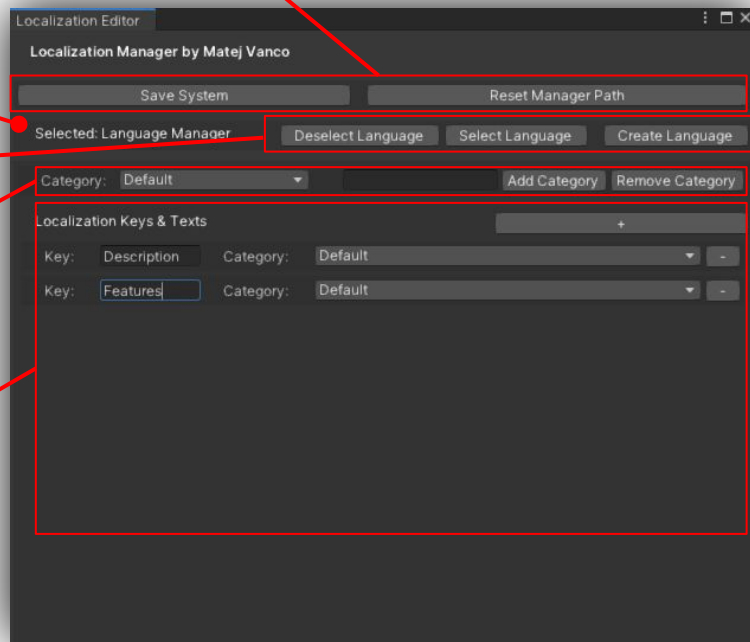 Localization Editor
Localization Manager by Matej Vanco
Save System Reset Manager Path
Selected: Language Manager Deselect Language Select Language Create Language
Category: Default Add Category Remove Category
Localization Keys & Texts +
Key: Description Category: Default -
Key: Features Category: Default -